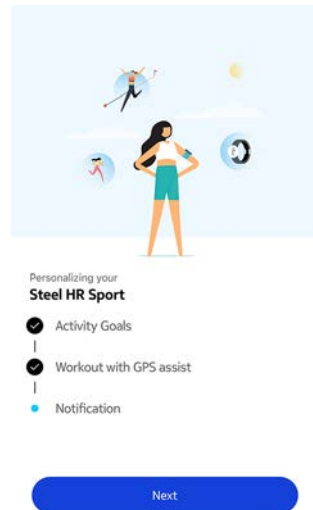 Personalizing your
Steel HR Sport
Activity Goals
Workout with GPS assist
Notification
Next